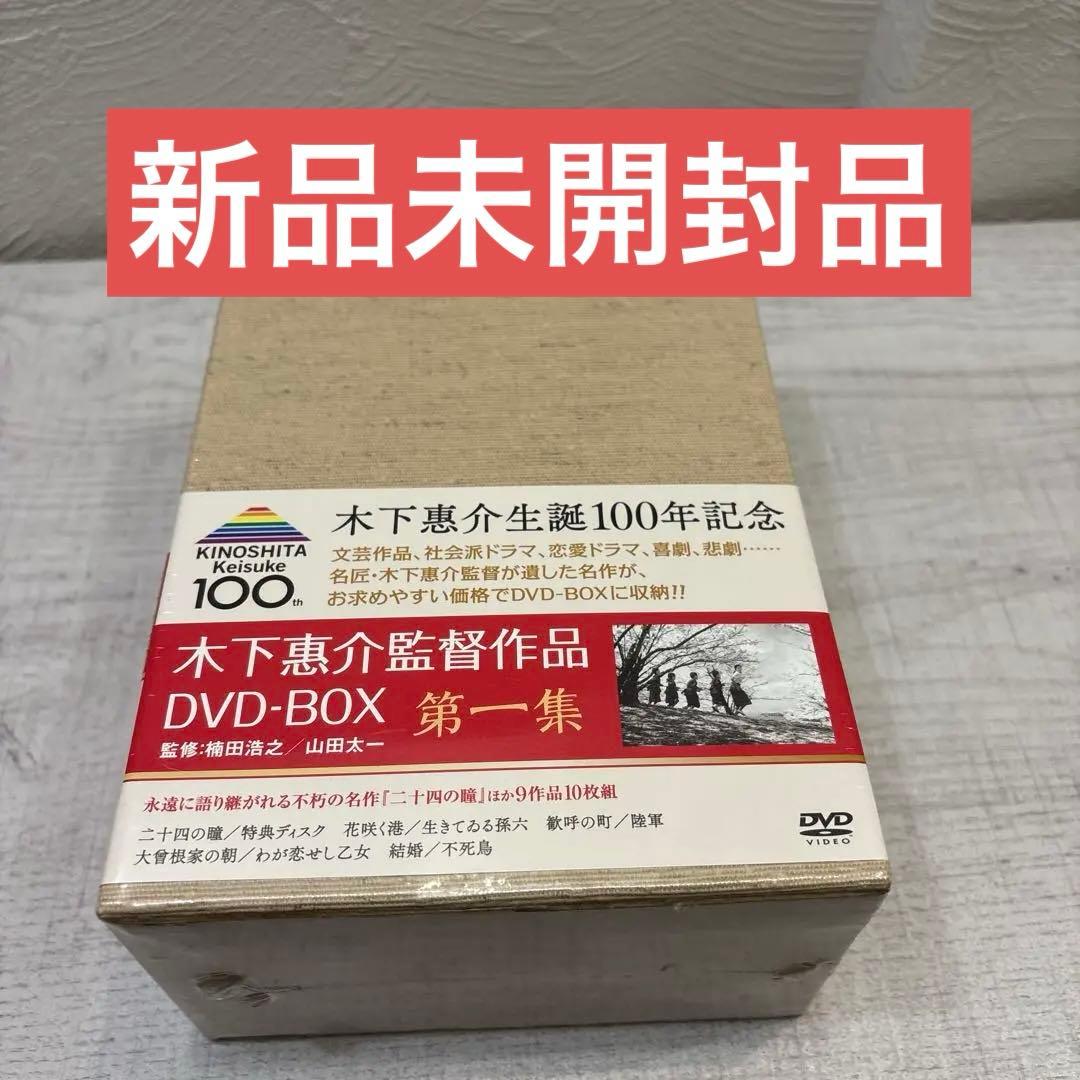 新品未開封品
KINOSHITA
Keisuke
100th
木下惠介生誕100年記念
文芸作品、社会派ドラマ、恋愛ドラマ、喜劇、悲劇……
名匠・木下惠介監督が遺した名作が、
お求めやすい価格でDVD-BOXに収納!!
木下惠介監督作品
DVD-BOX 第一集
監修:楠田浩之／山田太一
永遠に語り継がれる不朽の名作『二十四の瞳』ほか9作品10枚組
二十四の瞳／特典ディスク 花咲く港／生きてゐる孫六 歓呼の町／陸軍
大曾根家の朝／わが恋せし乙女 結婚／不死鳥
DVD
VIDEO